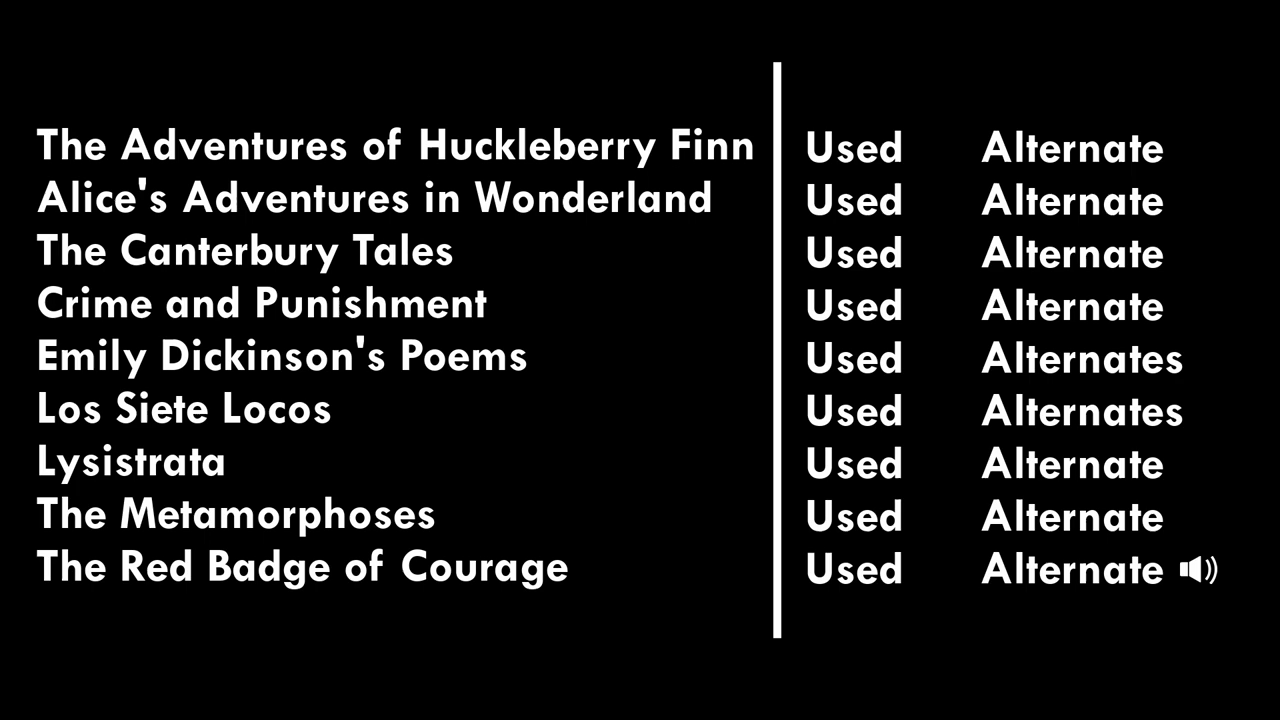 The Adventures of Huckleberry Finn Used Alternate
Alice's Adventures in Wonderland Used Alternate
The Canterbury Tales Used Alternate
Crime and Punishment Used Alternate
Emily Dickinson's Poems Used Alternates
Los Siete Locos Used Alternates
Lysistrata Used Alternate
The Metamorphoses Used Alternate
The Red Badge of Courage Used Alternate